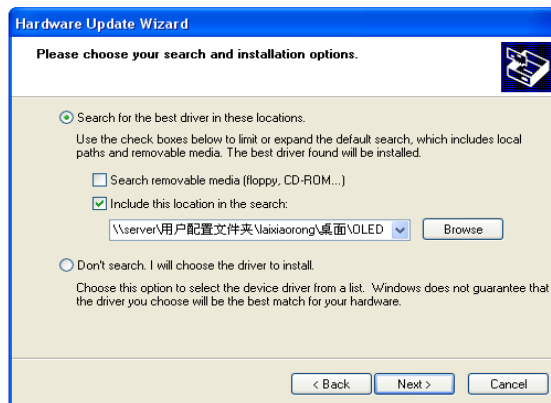 Hardware Update Wizard
Please choose your search and installation options.
Search for the best driver in these locations.
Use the check boxes below to limit or expand the default search, which includes local
paths and removable media. The best driver found will be installed.
Search removable media (floppy, CD-ROM...)
Include this location in the search:
\\server\用户配置文件夹\laixiaorong\桌面\OLED
Browse
Don't search. I will choose the driver to install.
Choose this option to select the device driver from a list. Windows does not guarantee that
the driver you choose will be the best match for your hardware.
< Back Next > Cancel